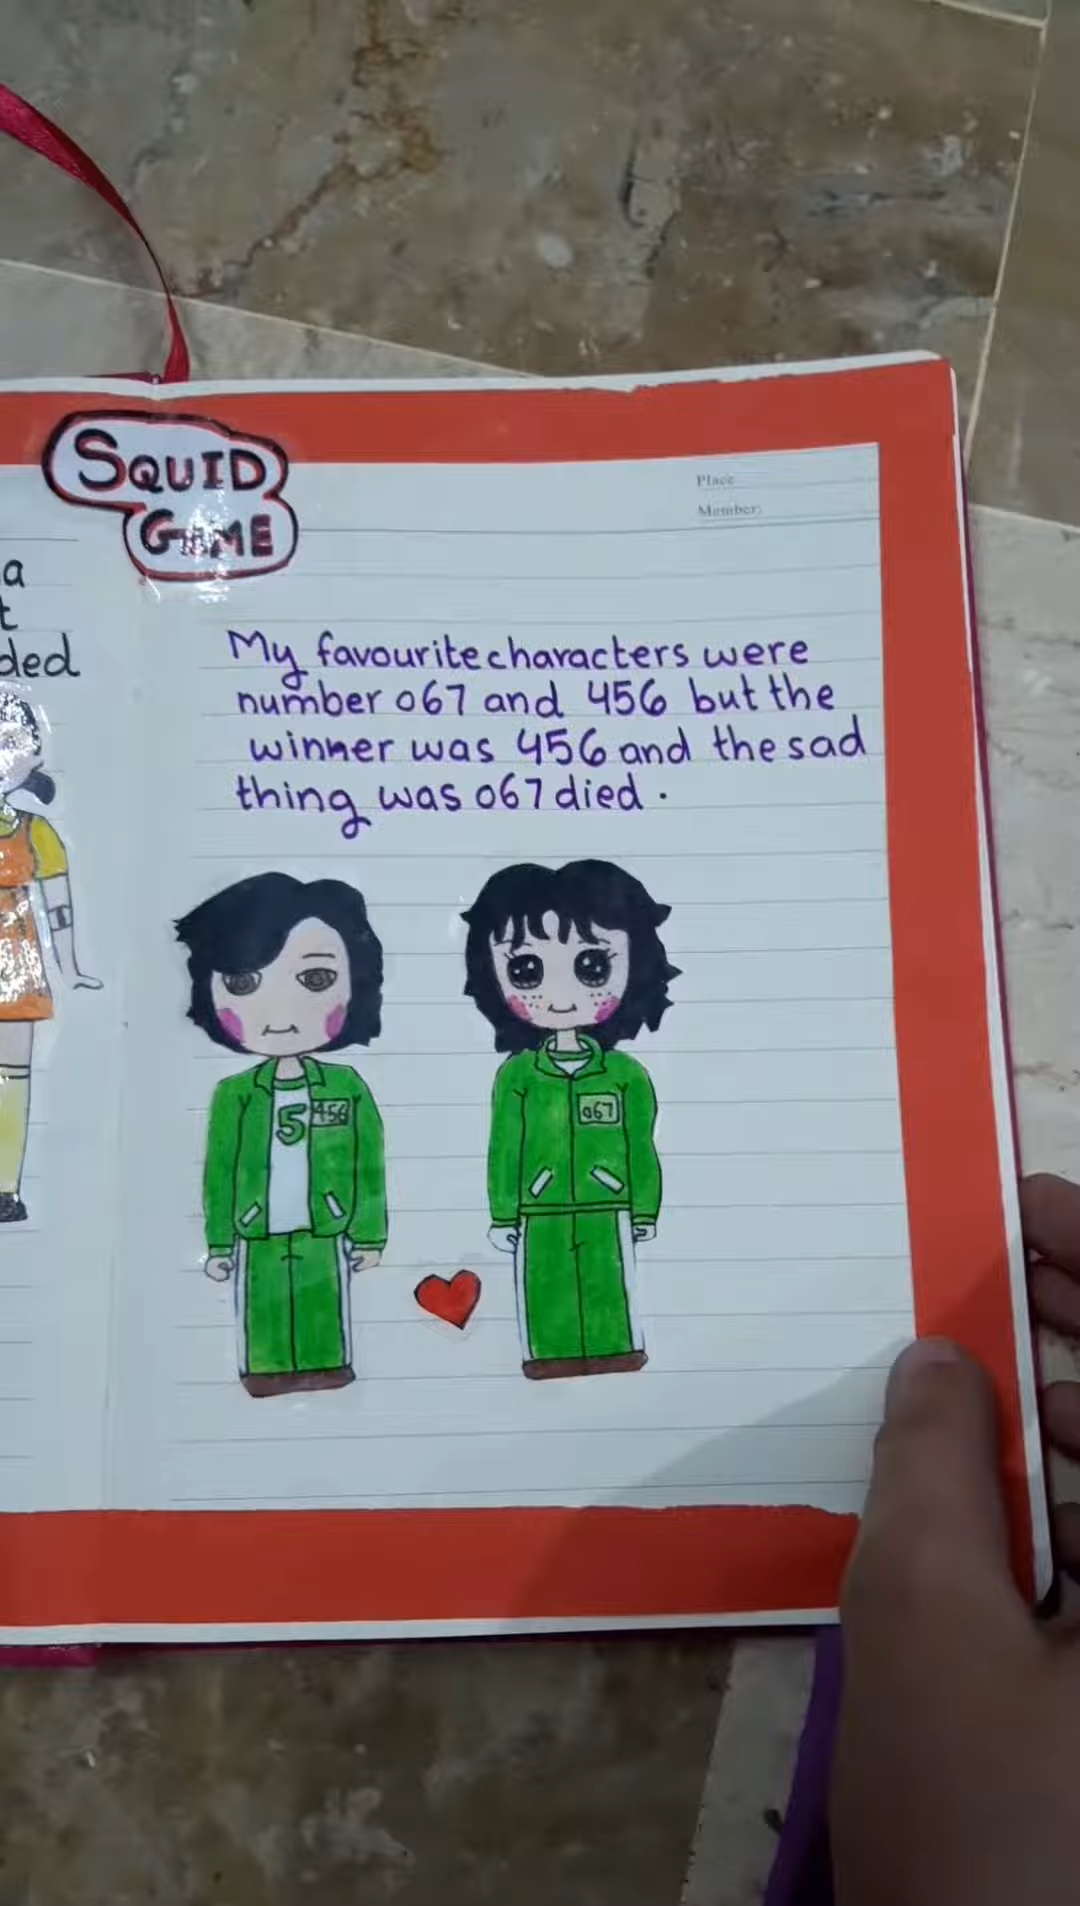 SQUID
GAME
Place
Member:
a
t
ded
My favourite characters were
number 067 and 456 but the
winner was 456 and the sad
thing was 067 died.
5 456
067